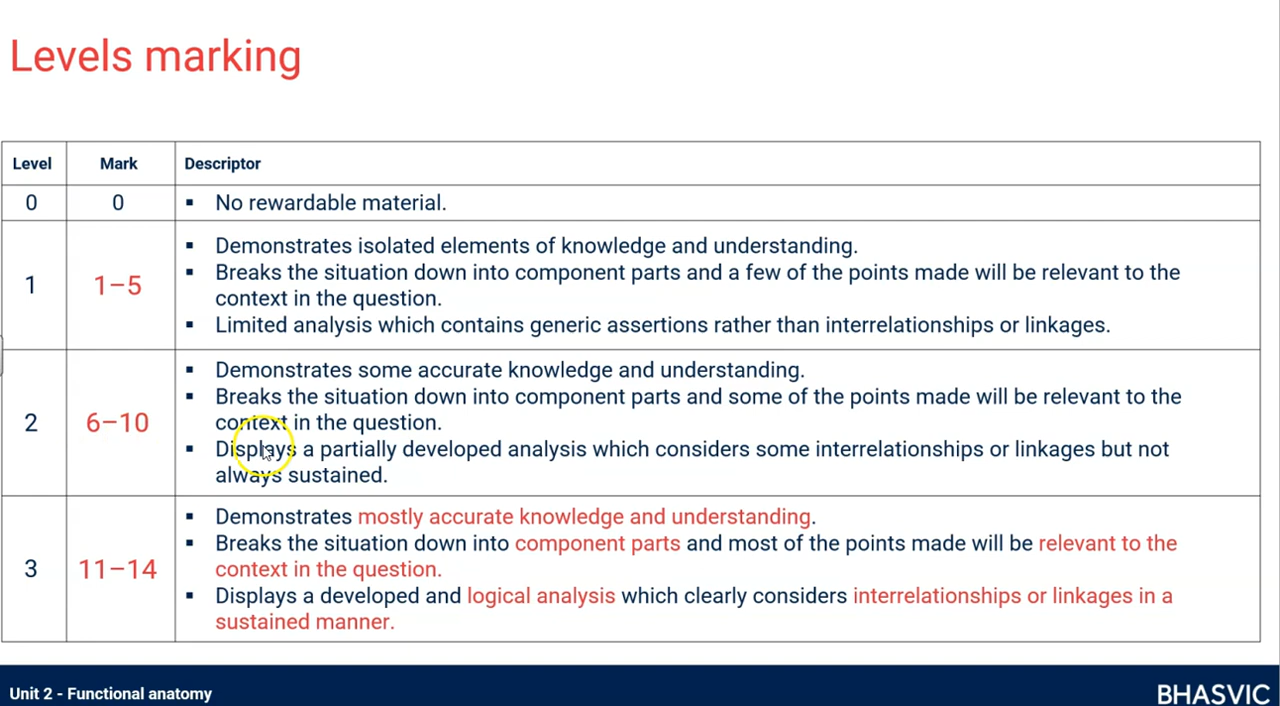 Levels marking
Level Mark Descriptor
0 0 ▪ No rewardable material.
▪ Demonstrates isolated elements of knowledge and understanding.
▪ Breaks the situation down into component parts and a few of the points made will be relevant to the
1 1–5 context in the question.
▪ Limited analysis which contains generic assertions rather than interrelationships or linkages.
▪ Demonstrates some accurate knowledge and understanding.
▪ Breaks the situation down into component parts and some of the points made will be relevant to the
2 6–10 context in the question.
▪ Displays a partially developed analysis which considers some interrelationships or linkages but not
always sustained.
▪ Demonstrates mostly accurate knowledge and understanding.
▪ Breaks the situation down into component parts and most of the points made will be relevant to the
3 11–14 context in the question.
▪ Displays a developed and logical analysis which clearly considers interrelationships or linkages in a
sustained manner.
Unit 2 - Functional anatomy
BHASVIC